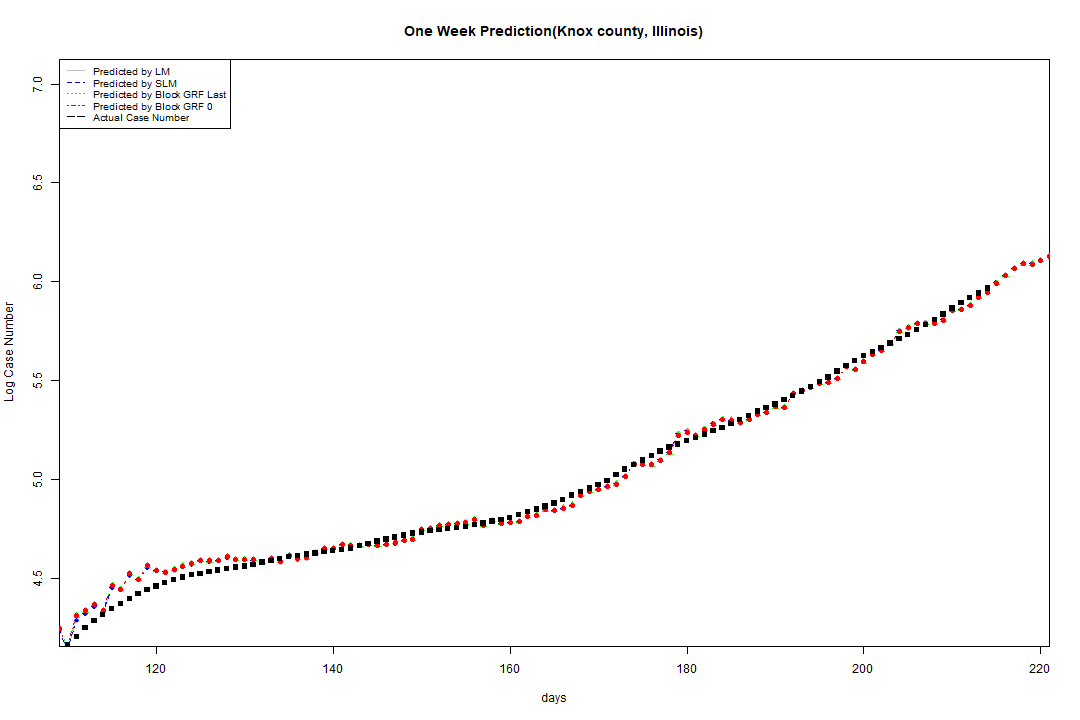 One Week Prediction(Knox county, Illinois)
Predicted by LM
Predicted by SLM
Predicted by Block GRF Last
Predicted by Block GRF 0
Actual Case Number
7.0
6.5
6.0
5.5
5.0
4.5
Log Case Number
120 140 160 180 200 220
days